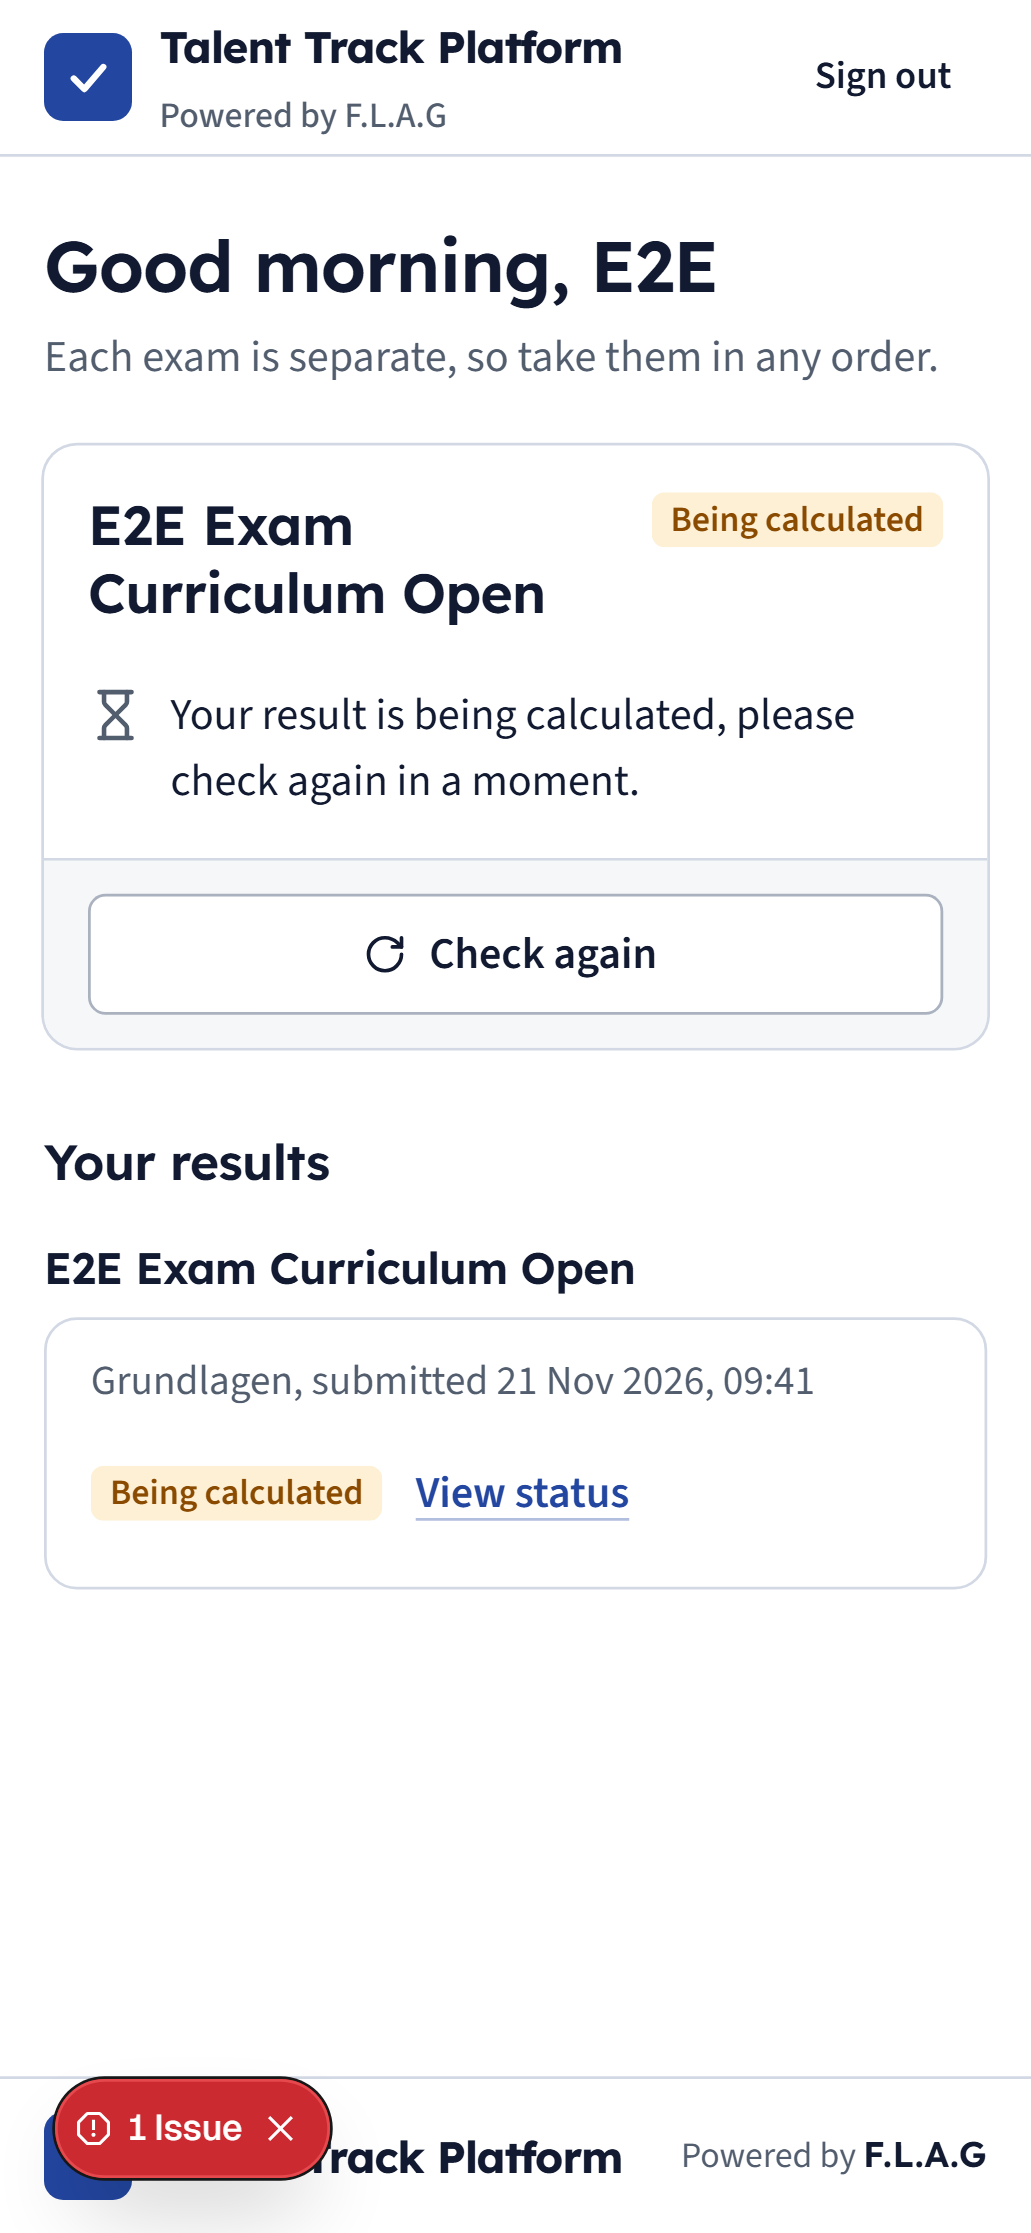 Talent Track Platform
Powered by F.L.A.G
Sign out
Good morning, E2E
Each exam is separate, so take them in any order.
E2E Exam
Curriculum Open
Being calculated
Your result is being calculated, please
check again in a moment.
Check again
Your results
E2E Exam Curriculum Open
Grundlagen, submitted 21 Nov 2026, 09:41
Being calculated
View status
1 Issue
Track Platform
Powered by F.L.A.G